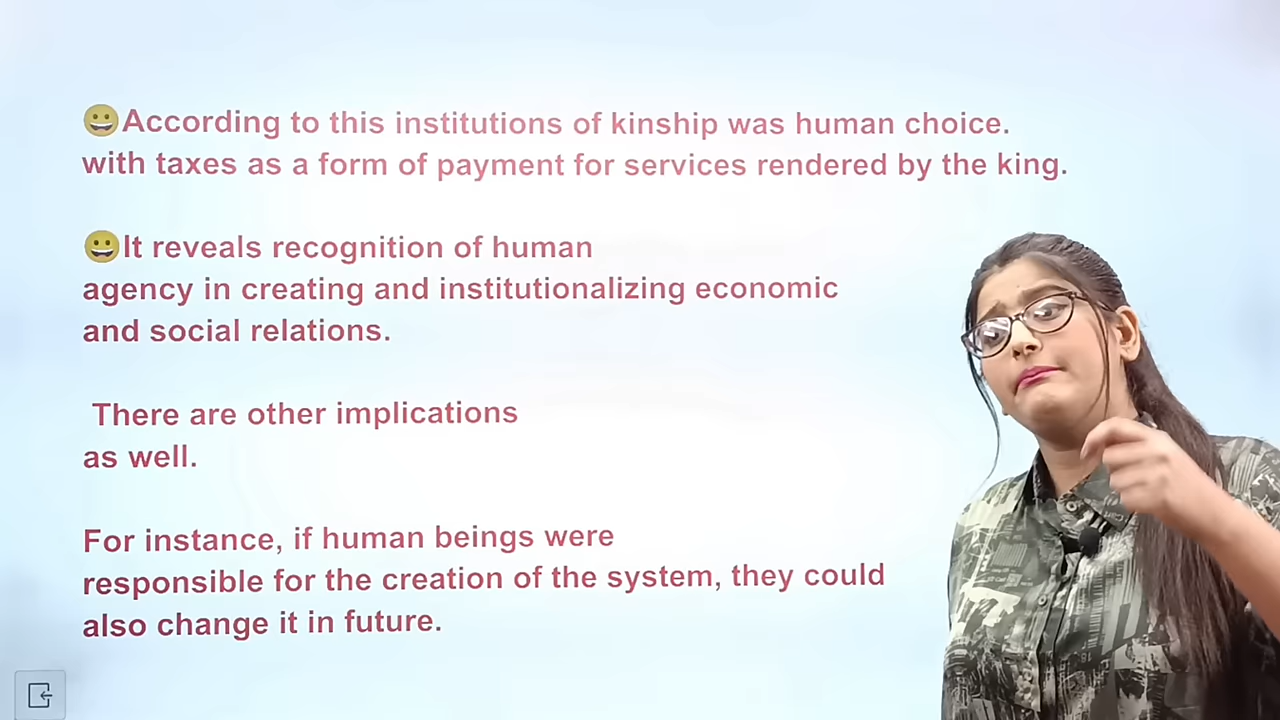 😀According to this institutions of kinship was human choice.
with taxes as a form of payment for services rendered by the king.
😀It reveals recognition of human
agency in creating and institutionalizing economic
and social relations.
There are other implications
as well.
For instance, if human beings were
responsible for the creation of the system, they could
also change it in future.